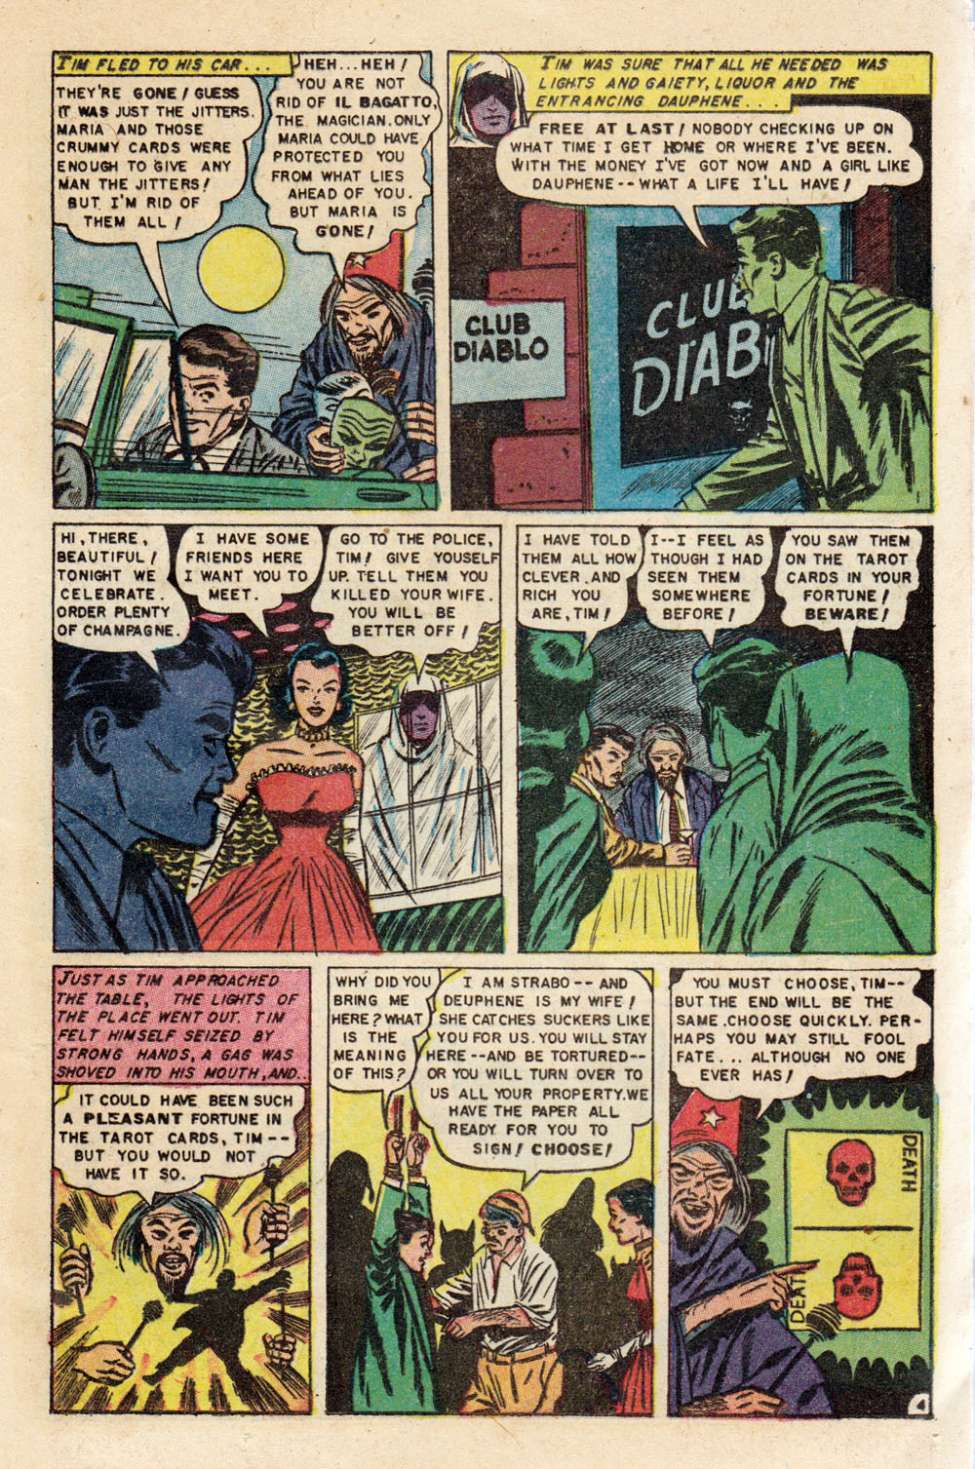 TIM FLED TO HIS CAR...
THEY'RE GONE! GUESS
IT WAS JUST THE JITTERS.
MARIA AND THOSE
CRUMMY CARDS WERE
ENOUGH TO GIVE ANY
MAN THE JITTERS!
BUT I'M RID OF
THEM ALL!
HEH...HEH!
YOU ARE NOT
RID OF IL BAGATTO,
THE MAGICIAN. ONLY
MARIA COULD HAVE
PROTECTED YOU
FROM WHAT LIES
AHEAD OF YOU.
BUT MARIA IS
GONE!
TIM WAS SURE THAT ALL HE NEEDED WAS
LIGHTS AND GAIETY, LIQUOR AND THE
ENTRANCING DAUPHENE...
FREE AT LAST! NOBODY CHECKING UP ON
WHAT TIME I GET HOME OR WHERE I'VE BEEN.
WITH THE MONEY I'VE GOT NOW AND A GIRL LIKE
DAUPHENE--WHAT A LIFE I'LL HAVE!
CLUB
DIABLO
CLUB
DIAB
HI, THERE,
BEAUTIFUL!
TONIGHT WE
CELEBRATE.
ORDER PLENTY
OF CHAMPAGNE.
I HAVE SOME
FRIENDS HERE
I WANT YOU TO
MEET.
GO TO THE POLICE,
TIM! GIVE YOUSELF
UP. TELL THEM YOU
KILLED YOUR WIFE.
YOU WILL BE
BETTER OFF!
I HAVE TOLD
THEM ALL HOW
CLEVER. AND
RICH YOU
ARE, TIM!
I--I FEEL AS
THOUGH I HAD
SEEN THEM
SOMEWHERE
BEFORE!
YOU SAW THEM
ON THE TAROT
CARDS IN YOUR
FORTUNE!
BEWARE!
JUST AS TIM APPROACHED
THE TABLE, THE LIGHTS OF
THE PLACE WENT OUT. TIM
FELT HIMSELF SEIZED BY
STRONG HANDS, A GAG WAS
SHOVED INTO HIS MOUTH, AND..
IT COULD HAVE BEEN SUCH
A PLEASANT FORTUNE IN
THE TAROT CARDS, TIM--
BUT YOU WOULD NOT
HAVE IT SO.
WHY DID YOU
BRING ME
HERE? WHAT
IS THE
MEANING
OF THIS?
I AM STRABO--AND
DEUPHENE IS MY WIFE!
SHE CATCHES SUCKERS LIKE
YOU FOR US. YOU WILL STAY
HERE--AND BE TORTURED--
OR YOU WILL TURN OVER TO
US ALL YOUR PROPERTY. WE
HAVE THE PAPER ALL
READY FOR YOU TO
SIGN! CHOOSE!
YOU MUST CHOOSE, TIM--
BUT THE END WILL BE THE
SAME. CHOOSE QUICKLY. PER-
HAPS YOU MAY STILL FOOL
FATE... ALTHOUGH NO ONE
EVER HAS!
DEATH
DEATH
4